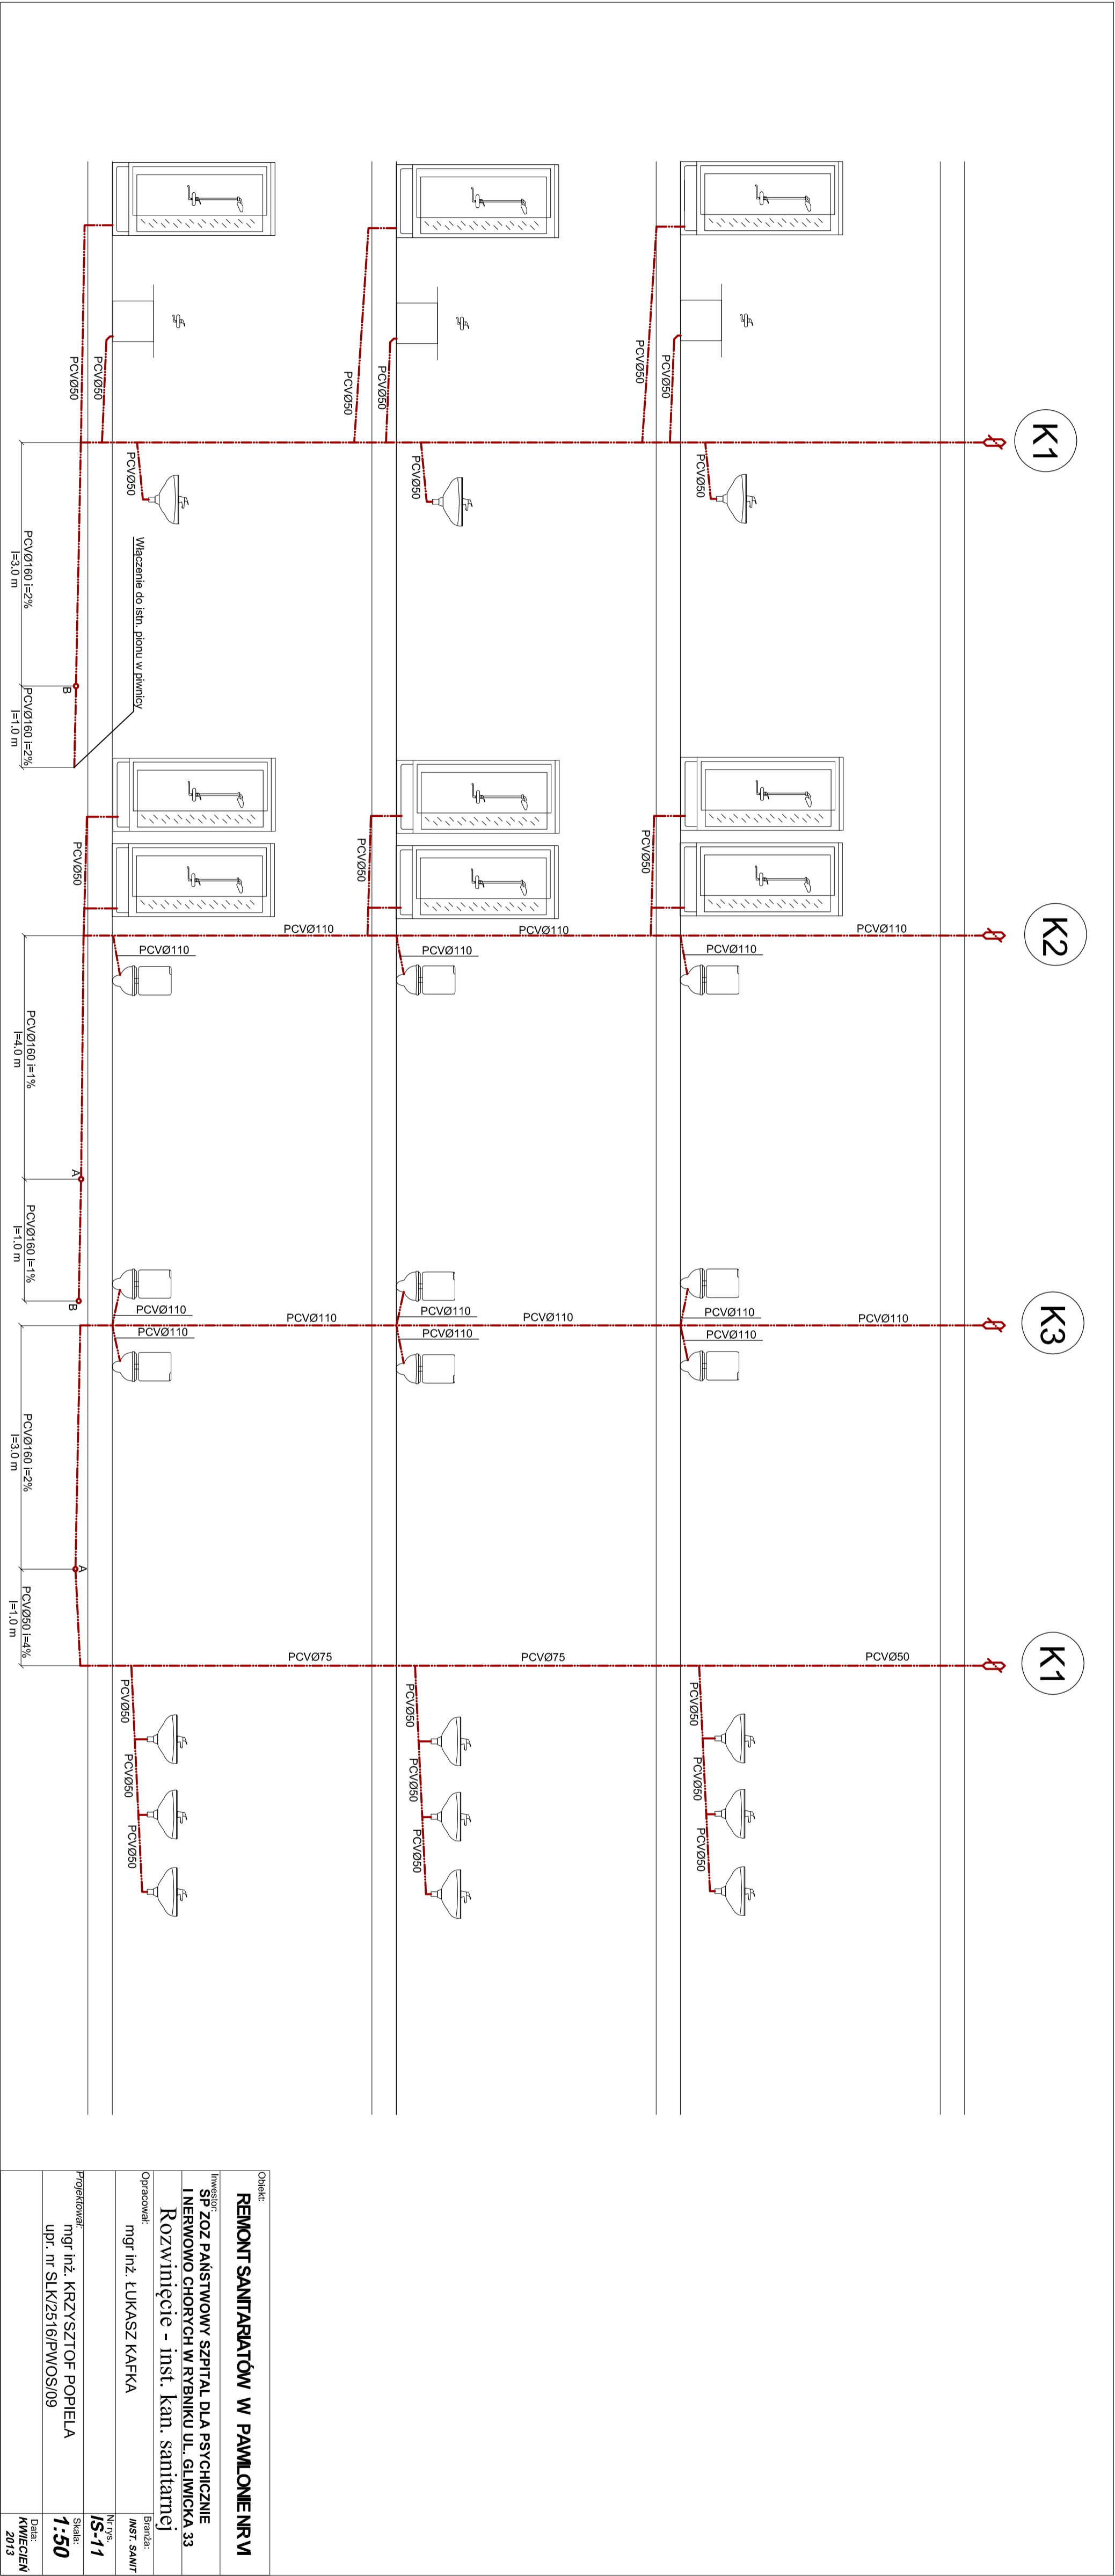 K1
K2
K3
K1
PCVØ110
PCVØ110
PCVØ50
PCVØ110
PCVØ110
PCVØ110
PCVØ50
PCVØ50
PCVØ50
PCVØ50
PCVØ50
PCVØ50
PCVØ50
PCVØ110
PCVØ110
PCVØ75
PCVØ110
PCVØ110
PCVØ110
PCVØ50
PCVØ50
PCVØ50
PCVØ50
PCVØ50
PCVØ50
PCVØ50
PCVØ110
PCVØ110
PCVØ75
PCVØ110
PCVØ110
PCVØ110
PCVØ50
PCVØ50
PCVØ50
PCVØ50
Włączenie do istn. pionu w piwnicy
PCVØ50
PCVØ50
PCVØ50
B
A
B
A
PCVØ160 i=2%
l=3.0 m
PCVØ160 i=2%
l=1.0 m
PCVØ160 i=1%
l=4.0 m
PCVØ160 i=1%
l=1.0 m
PCVØ160 i=2%
l=3.0 m
PCVØ50 i=4%
l=1.0 m
Obiekt:
REMONT SANITARIATÓW W PAWILONIE NR VI
Inwestor:
SP ZOZ PAŃSTWOWY SZPITAL DLA PSYCHICZNIE
I NERWOWO CHORYCH W RYBNIKU UL. GLIWICKA 33
Rozwinięcie - inst. kan. sanitarnej
Opracował:
mgr inż. ŁUKASZ KAFKA
Branża:
INST. SANIT
Nr rys.
IS-11
Projektował:
mgr inż. KRZYSZTOF POPIELA
upr. nr SLK/2516/PWOS/09
Skala:
1:50
Data:
KWIECIEŃ
2013